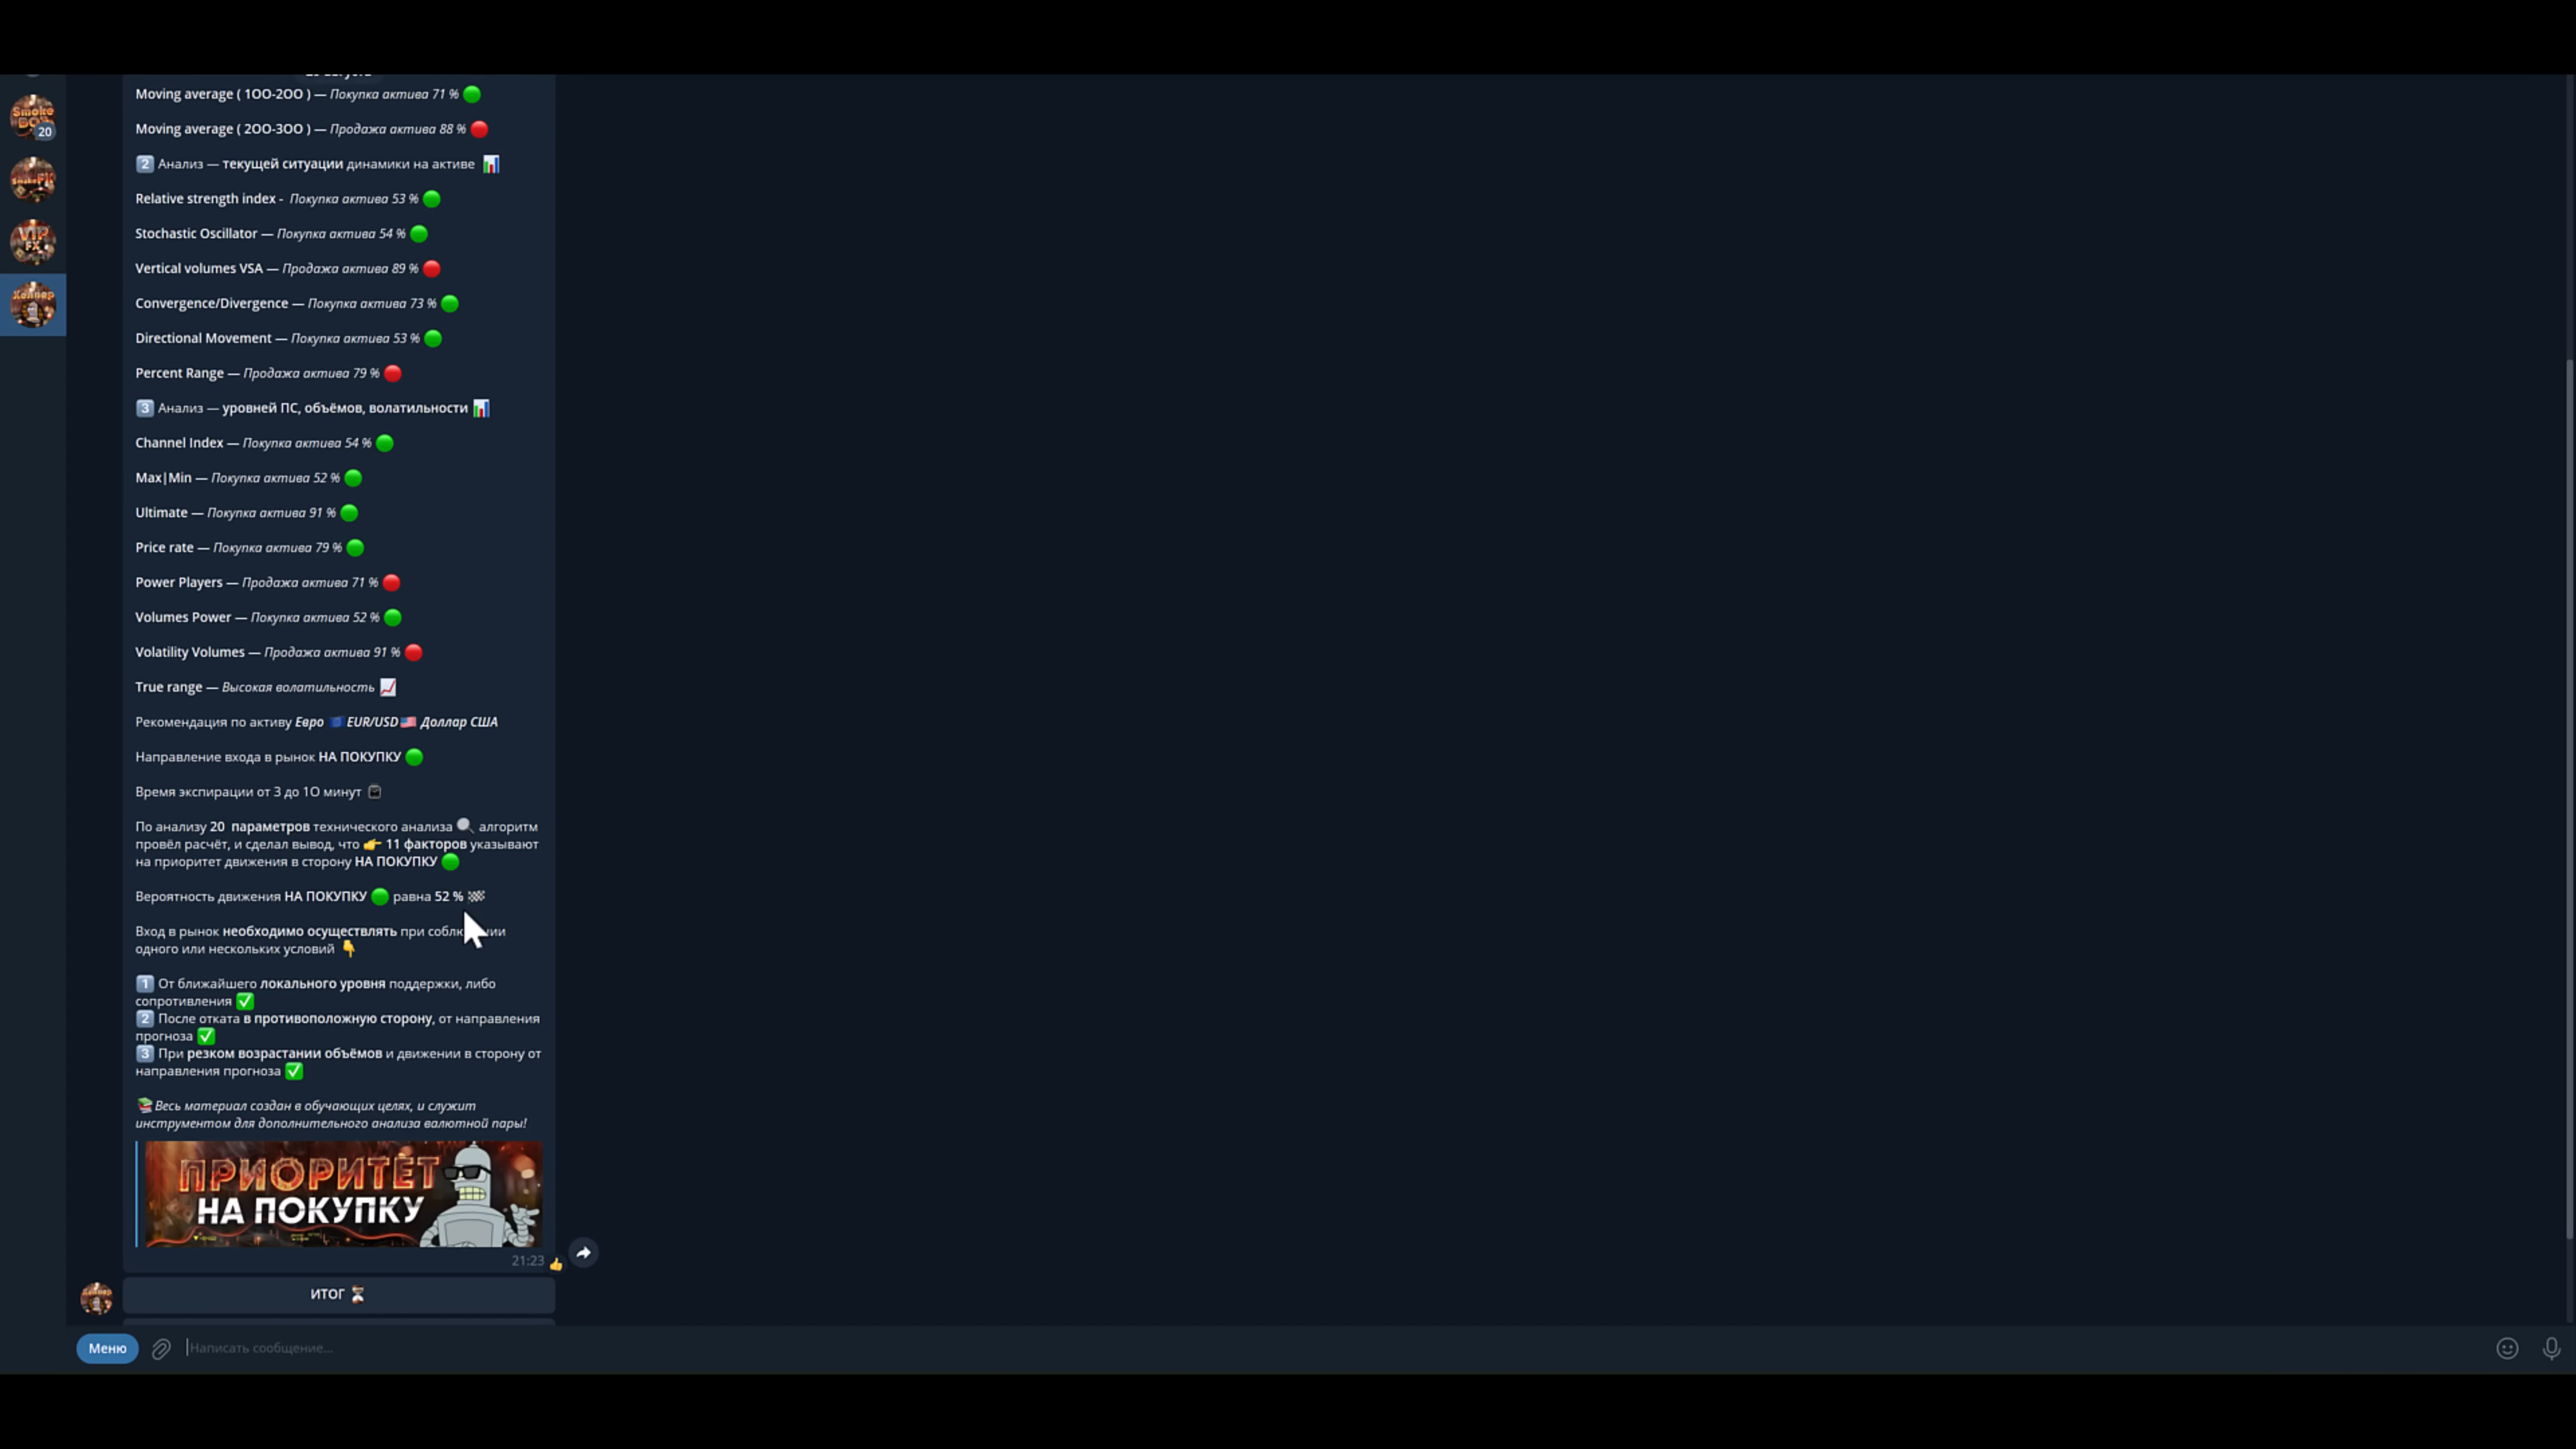 Moving average ( 1OO-2OO ) — Покупка актива 71 % 🟢
Moving average ( 2OO-3OO ) — Продажа актива 88 % 🔴
2️⃣ Анализ — текущей ситуации динамики на активе 📊
Relative strength index - Покупка актива 53 % 🟢
Stochastic Oscillator — Покупка актива 54 % 🟢
Vertical volumes VSA — Продажа актива 89 % 🔴
Convergence/Divergence — Покупка актива 73 % 🟢
Directional Movement — Покупка актива 53 % 🟢
Percent Range — Продажа актива 79 % 🔴
3️⃣ Анализ — уровней ПС, объёмов, волатильности 📊
Channel Index — Покупка актива 54 % 🟢
Max|Min — Покупка актива 52 % 🟢
Ultimate — Покупка актива 91 % 🟢
Price rate — Покупка актива 79 % 🟢
Power Players — Продажа актива 71 % 🔴
Volumes Power — Покупка актива 52 % 🟢
Volatility Volumes — Продажа актива 91 % 🔴
True range — Высокая волатильность 📈
Рекомендация по активу Евро 🇪🇺EUR/USD🇺🇸 Доллар США
Направление входа в рынок НА ПОКУПКУ 🟢
Время экспирации от 3 до 1О минут
По анализу 20 параметров технического анализа 🔍 алгоритм
провёл расчёт, и сделал вывод, что 👉 11 факторов указывают
на приоритет движения в сторону НА ПОКУПКУ 🟢
Вероятность движения НА ПОКУПКУ 🟢 равна 52 % 🏁
Вход в рынок необходимо осуществлять при
одного или нескольких условий 👇
1️⃣ От ближайшего локального уровня поддержки, либо
сопротивления ✅
2️⃣ После отката в противоположную сторону, от направления
прогноза ✅
3️⃣ При резком возрастании объёмов и движении в сторону от
направления прогноза ✅
📚Весь материал создан в обучающих целях, и служит
инструментом для дополнительного анализа валютной пары!
ПРИОРИТЕТ
НА ПОКУПКУ
21:23
ИТОГ ⏳
Меню
Написать сообщение...
Smoke
20
VIP
FX
Хелпер